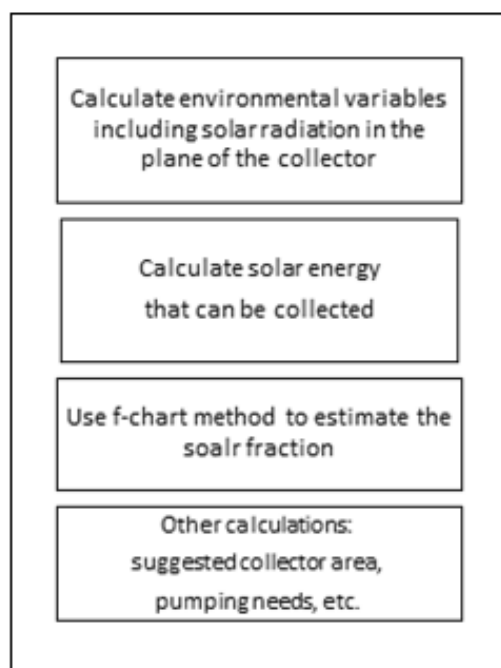 Calculate environmental variables
including solar radiation in the
plane of the collector
Calculate solar energy
that can be collected
Use f-chart method to estimate the
soalr fraction
Other calculations:
suggested collector area,
pumping needs, etc.